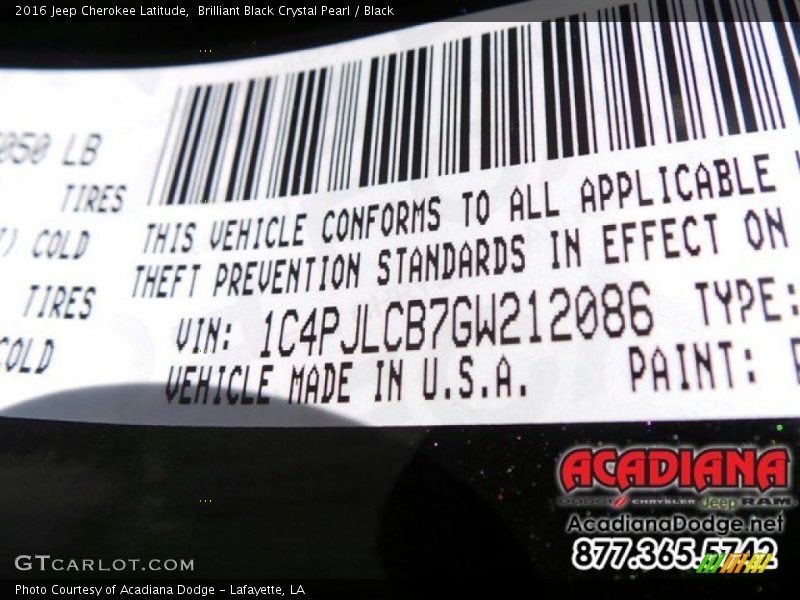 2016 Jeep Cherokee Latitude,  Brilliant Black Crystal Pearl / Black
050 LB
TIRES
) COLD
TIRES
COLD
THIS VEHICLE CONFORMS TO ALL APPLICABLE
THEFT PREVENTION STANDARDS IN EFFECT ON
VIN: 1C4PJLCB7GW212086 TYPE:
VEHICLE MADE IN U.S.A. PAINT:
ACADIANA
DODGE CHRYSLER Jeep RAM
AcadianaDodge.net
877.365.5742
GTCARLOT.COM
Photo Courtesy of Acadiana Dodge - Lafayette, LA